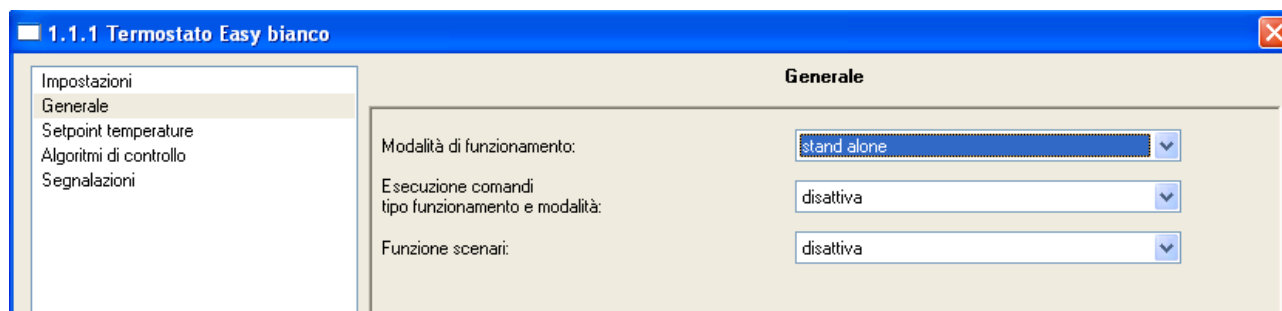 1.1.1 Termostato Easy bianco
Impostazioni
Generale
Setpoint temperature
Algoritmi di controllo
Segnalazioni
Generale
Modalità di funzionamento:
stand alone
Esecuzione comandi
tipo funzionamento e modalità:
disattiva
Funzione scenari:
disattiva